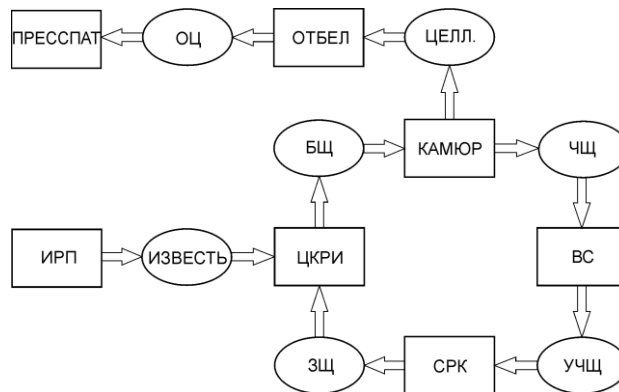 ПРЕССПАТ
ОЦ
ОТБЕЛ
ЦЕЛЛ.
БЩ
КАМЮР
ЧЩ
ИРП
ИЗВЕСТЬ
ЦКРИ
ВС
ЗЩ
СРК
УЧЩ